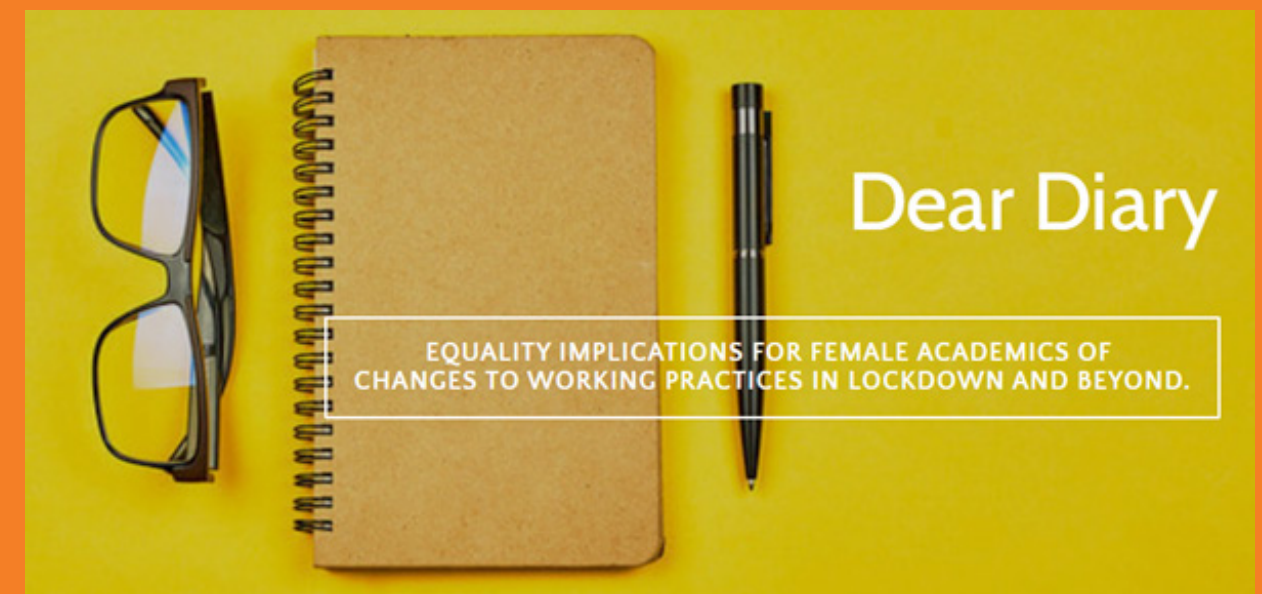 Dear Diary
EQUALITY IMPLICATIONS FOR FEMALE ACADEMICS OF
CHANGES TO WORKING PRACTICES IN LOCKDOWN AND BEYOND.